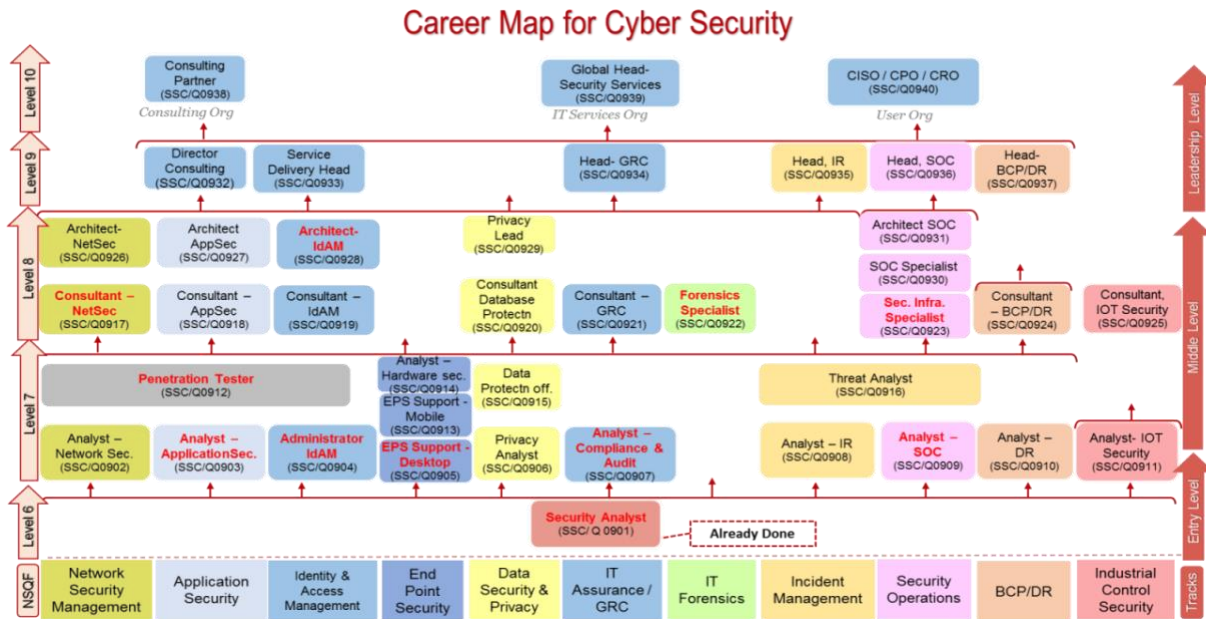 Career Map for Cyber Security
Level 10
Consulting
Partner
(SSC/Q0938)
Consulting Org
Global Head-
Security Services
(SSC/Q0939)
IT Services Org
CISO / CPO / CRO
(SSC/Q0940)
User Org
Leadership Level
Level 9
Director
Consulting
(SSC/Q0932)
Service
Delivery Head
(SSC/Q0933)
Head- GRC
(SSC/Q0934)
Head, IR
(SSC/Q0935)
Head, SOC
(SSC/Q0936)
Head-
BCP/DR
(SSC/Q0937)
Level 8
Architect-
NetSec
(SSC/Q0926)
Architect
AppSec
(SSC/Q0927)
Architect-
IdAM
(SSC/Q0928)
Privacy
Lead
(SSC/Q0929)
Architect SOC
(SSC/Q0931)
SOC Specialist
(SSC/Q0930)
Consultant –
NetSec
(SSC/Q0917)
Consultant –
AppSec
(SSC/Q0918)
Consultant –
IdAM
(SSC/Q0919)
Consultant
Database
Protectn
(SSC/Q0920)
Consultant –
GRC
(SSC/Q0921)
Forensics
Specialist
(SSC/Q0922)
Sec. Infra.
Specialist
(SSC/Q0923)
Consultant
– BCP/DR
(SSC/Q0924)
Consultant,
IOT Security
(SSC/Q0925)
Middle Level
Level 7
Penetration Tester
(SSC/Q0912)
Analyst –
Hardware sec.
(SSC/Q0914)
EPS Support -
Mobile
(SSC/Q0913)
Data
Protectn off.
(SSC/Q0915)
Threat Analyst
(SSC/Q0916)
Analyst –
Network Sec.
(SSC/Q0902)
Analyst –
ApplicationSec.
(SSC/Q0903)
Administrator
IdAM
(SSC/Q0904)
EPS Support -
Desktop
(SSC/Q0905)
Privacy
Analyst
(SSC/Q0906)
Analyst –
Compliance &
Audit
(SSC/Q0907)
Analyst – IR
(SSC/Q0908)
Analyst –
SOC
(SSC/Q0909)
Analyst –
DR
(SSC/Q0910)
Analyst- IOT
Security
(SSC/Q0911)
Entry Level
Level 6
Security Analyst
(SSC/ Q 0901)
Already Done
NSQF
Network
Security
Management
Application
Security
Identity &
Access
Management
End
Point
Security
Data
Security &
Privacy
IT
Assurance /
GRC
IT
Forensics
Incident
Management
Security
Operations
BCP/DR
Industrial
Control
Security
Tracks